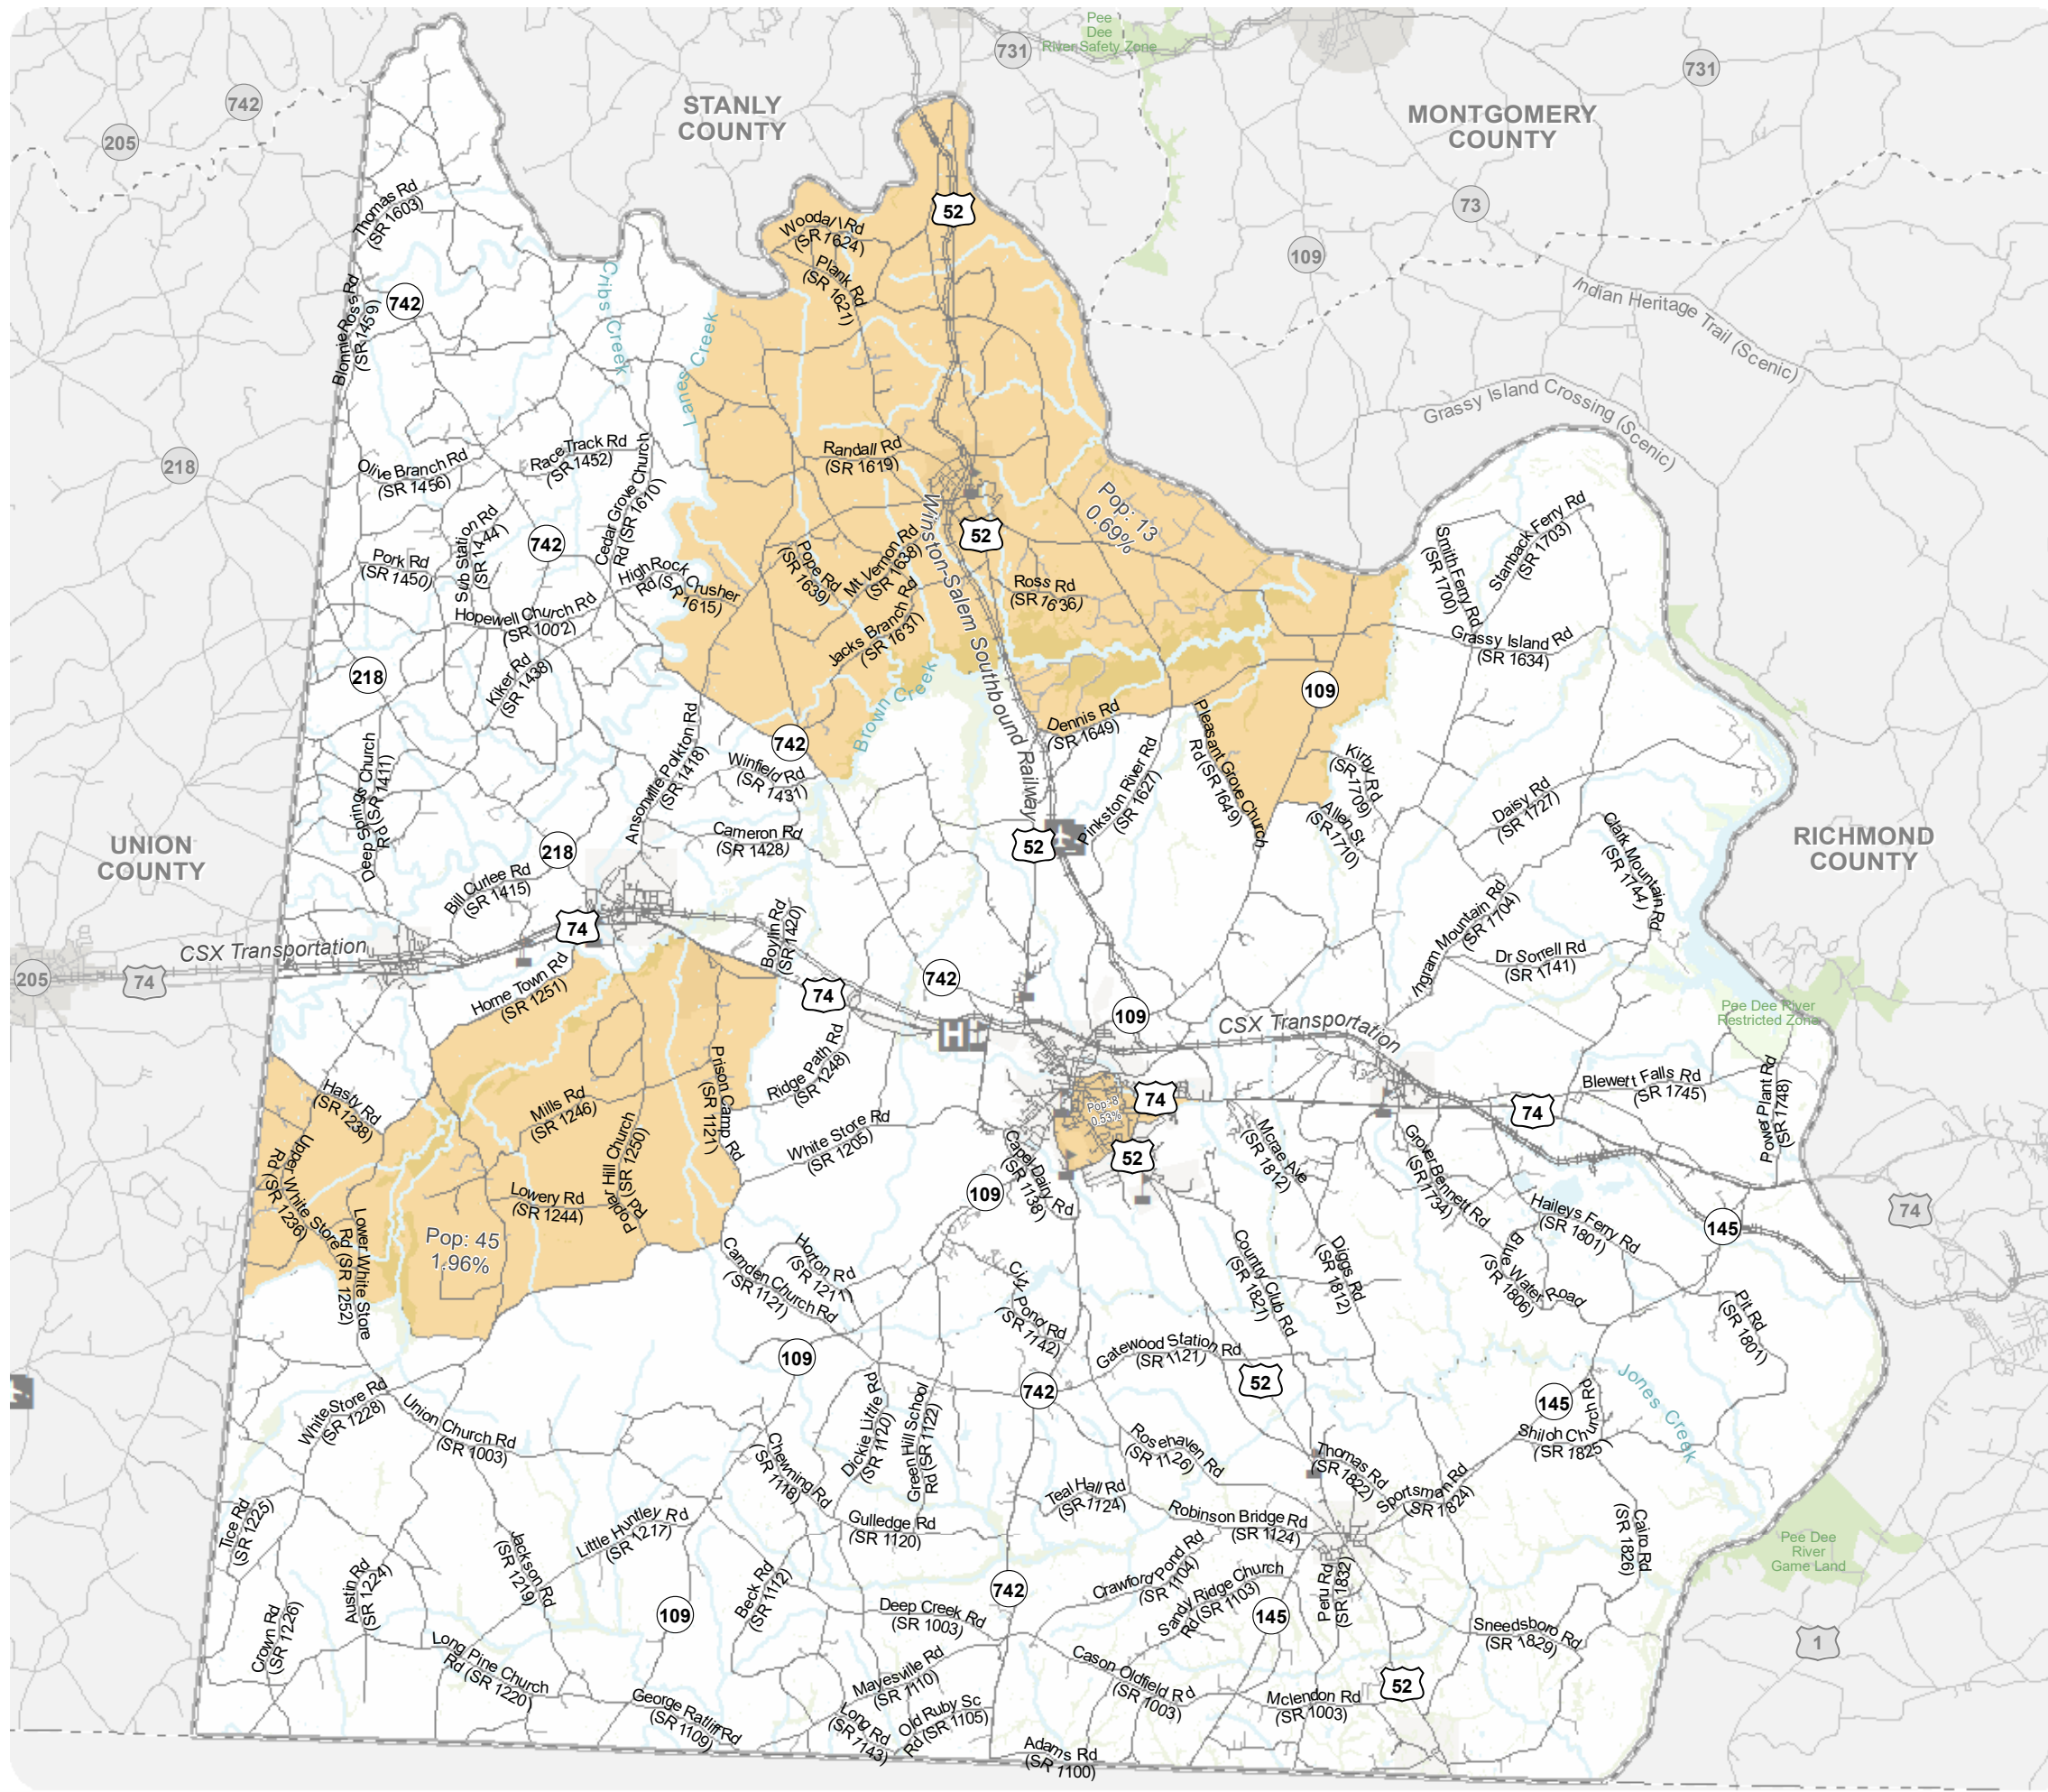 Pee
Dee
River Safety Zone
731
731
742
205
STANLY
COUNTY
MONTGOMERY
COUNTY
Thomas Rd
(SR 1603)
52
73
Woodall Rd
(SR 1624)
109
Plank Rd
(SR 1621)
Cribs Creek
Indian Heritage Trail (Scenic)
Blonnie Ross Rd
(SR 1459)
742
Lanes Creek
Grassy Island Crossing (Scenic)
218
Olive Branch Rd
(SR 1456)
Race Track Rd
(SR 1452)
Cedar Grove Church
Rd (SR 1610)
Randall Rd
(SR 1619)
Winston-Salem Southbound Railway
Pop: 13
0.69%
Sub Station Rd
(SR 1444)
742
52
Smith Ferry Rd
(SR 1700)
Stanback Ferry Rd
(SR 1703)
Pork Rd
(SR 1450)
High Rock Crusher
Rd (SR 1615)
Pope Rd
(SR 1639)
Mt Vernon Rd
(SR 1638)
Ross Rd
(SR 1636)
Hopewell Church Rd
(SR 1002)
Jacks Branch Rd
(SR 1637)
Grassy Island Rd
(SR 1634)
218
Kiker Rd
(SR 1438)
Brown Creek
109
Deep Springs Church
Rd (SR 1411)
Ansonville Polkton Rd
(SR 1418)
742
Winfield Rd
(SR 1431)
Dennis Rd
(SR 1649)
Pinkston River Rd
(SR 1627)
Pleasant Grove Church
Rd (SR 1649)
Kirby Rd
(SR 1709)
Allen St
(SR 1710)
Daisy Rd
(SR 1727)
Clark Mountain Rd
(SR 1744)
UNION
COUNTY
RICHMOND
COUNTY
218
Cameron Rd
(SR 1428)
52
Bill Curlee Rd
(SR 1415)
74
Boylin Rd
(SR 1420)
Ingram Mountain Rd
(SR 1704)
Dr Sorrell Rd
(SR 1741)
CSX Transportation
205
74
Home Town Rd
(SR 1251)
74
742
H
109
CSX Transportation
Pee Dee River
Restricted Zone
Hasty Rd
(SR 1238)
Mills Rd
(SR 1246)
Prison Camp Rd
(SR 1121)
Ridge Path Rd
(SR 1248)
Pop: 8
0.53%
74
Blewett Falls Rd
(SR 1745)
Power Plant Rd
(SR 1748)
74
White Store Rd
(SR 1205)
Upper White Store
Rd (SR 1236)
Lower White Store
Rd (SR 1252)
Lowery Rd
(SR 1244)
Poplar Hill Church
Rd (SR 1250)
Capel Dairy Rd
(SR 1138)
52
Mcrae Ave
(SR 1812)
Grover Bennett Rd
(SR 1734)
Haileys Ferry Rd
(SR 1801)
109
74
145
Pop: 45
1.96%
Camden Church Rd
(SR 1121)
Horton Rd
(SR 1211)
City Pond Rd
(SR 1142)
Country Club Rd
(SR 1821)
Diggs Rd
(SR 1812)
Blue Water Road
(SR 1806)
Pit Rd
(SR 1801)
109
Gatewood Station Rd
(SR 1121)
52
742
145
Jones Creek
White Store Rd
(SR 1228)
Union Church Rd
(SR 1003)
Chewning Rd
(SR 1118)
Dickie Little Rd
(SR 1120)
Green Hill School
Rd (SR 1122)
Rosehaven Rd
(SR 1126)
Thomas Rd
(SR 1822)
Sportsman Rd
(SR 1824)
Shiloh Church Rd
(SR 1825)
Teal Hall Rd
(SR 1124)
Robinson Bridge Rd
(SR 1124)
Trice Rd
(SR 1225)
Little Huntley Rd
(SR 1217)
Gulledge Rd
(SR 1120)
Cairo Rd
(SR 1826)
Pee Dee
River
Game Land
Austin Rd
(SR 1224)
Jackson Rd
(SR 1219)
Beck Rd
(SR 1112)
742
Crawford Pond Rd
(SR 1104)
Sandy Ridge Church
Rd (SR 1103)
Peru Rd
(SR 1832)
109
Deep Creek Rd
(SR 1003)
145
Sneedsboro Rd
(SR 1829)
1
Crown Rd
(SR 1226)
Long Pine Church
Rd (SR 1220)
Mayesville Rd
(SR 1110)
Cason Oldfield Rd
(SR 1003)
Mclendon Rd
(SR 1003)
52
George Ratliff Rd
(SR 1109)
Long Rd
(SR 1143)
Old Ruby Sc
Rd (SR 1105)
Adams Rd
(SR 1100)